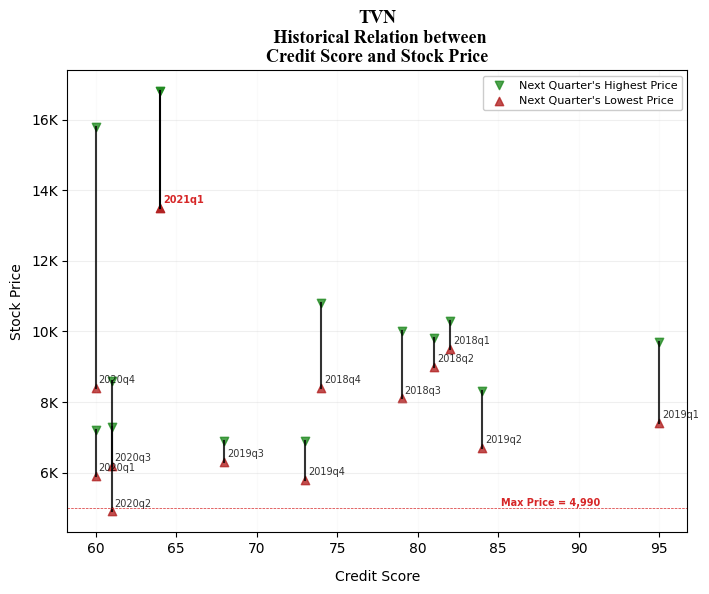 TVN
Historical Relation between
Credit Score and Stock Price
Next Quarter's Highest Price
Next Quarter's Lowest Price
16K
14K
12K
10K
8K
6K
Stock Price
2021q1
2018q1
2018q2
2020q4
2018q4
2018q3
2019q1
2019q2
2020q3
2019q3
2020q1
2019q4
2020q2
Max Price = 4,990
60
65
70
75
80
85
90
95
Credit Score